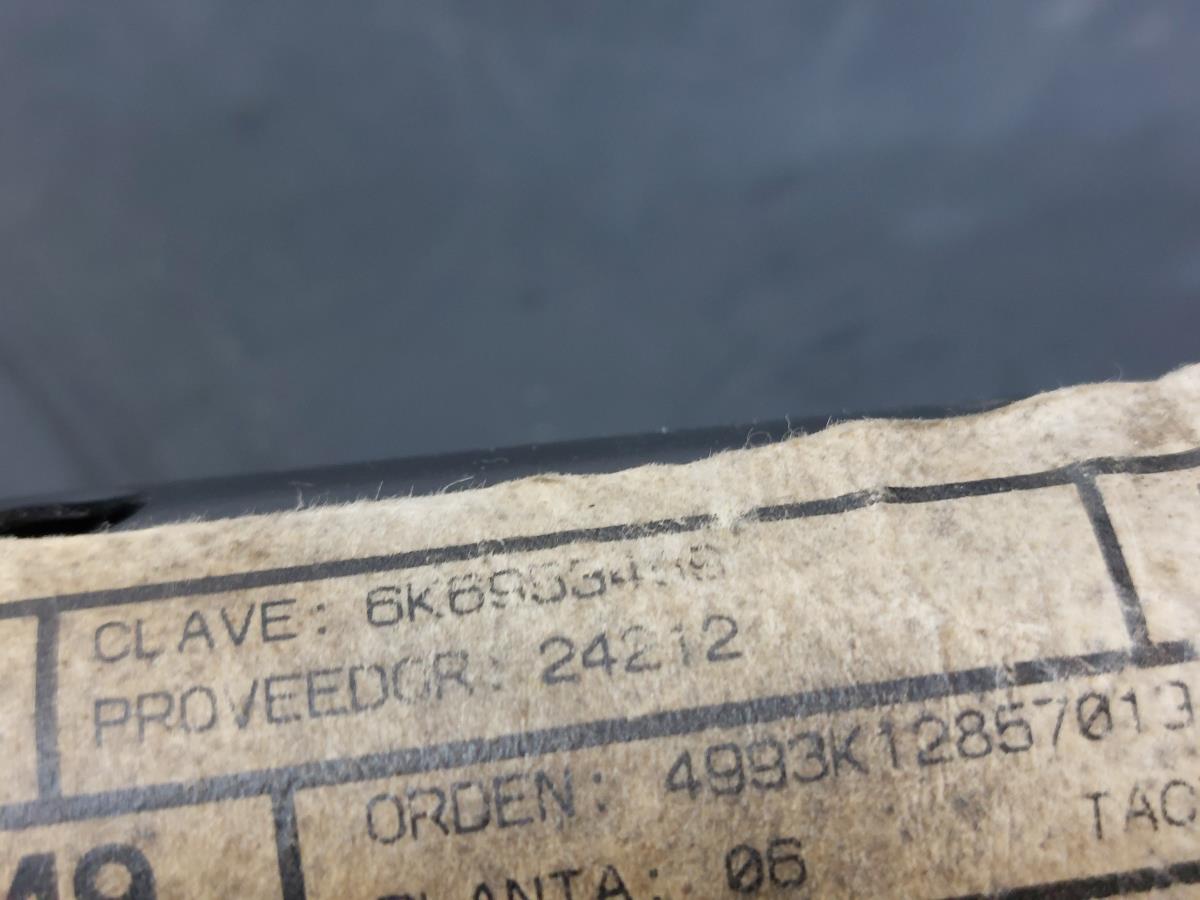 CLAVE:
PROVEEDOR: 24212
ORDEN: 4993K12857013
TAC
PLANTA: 06